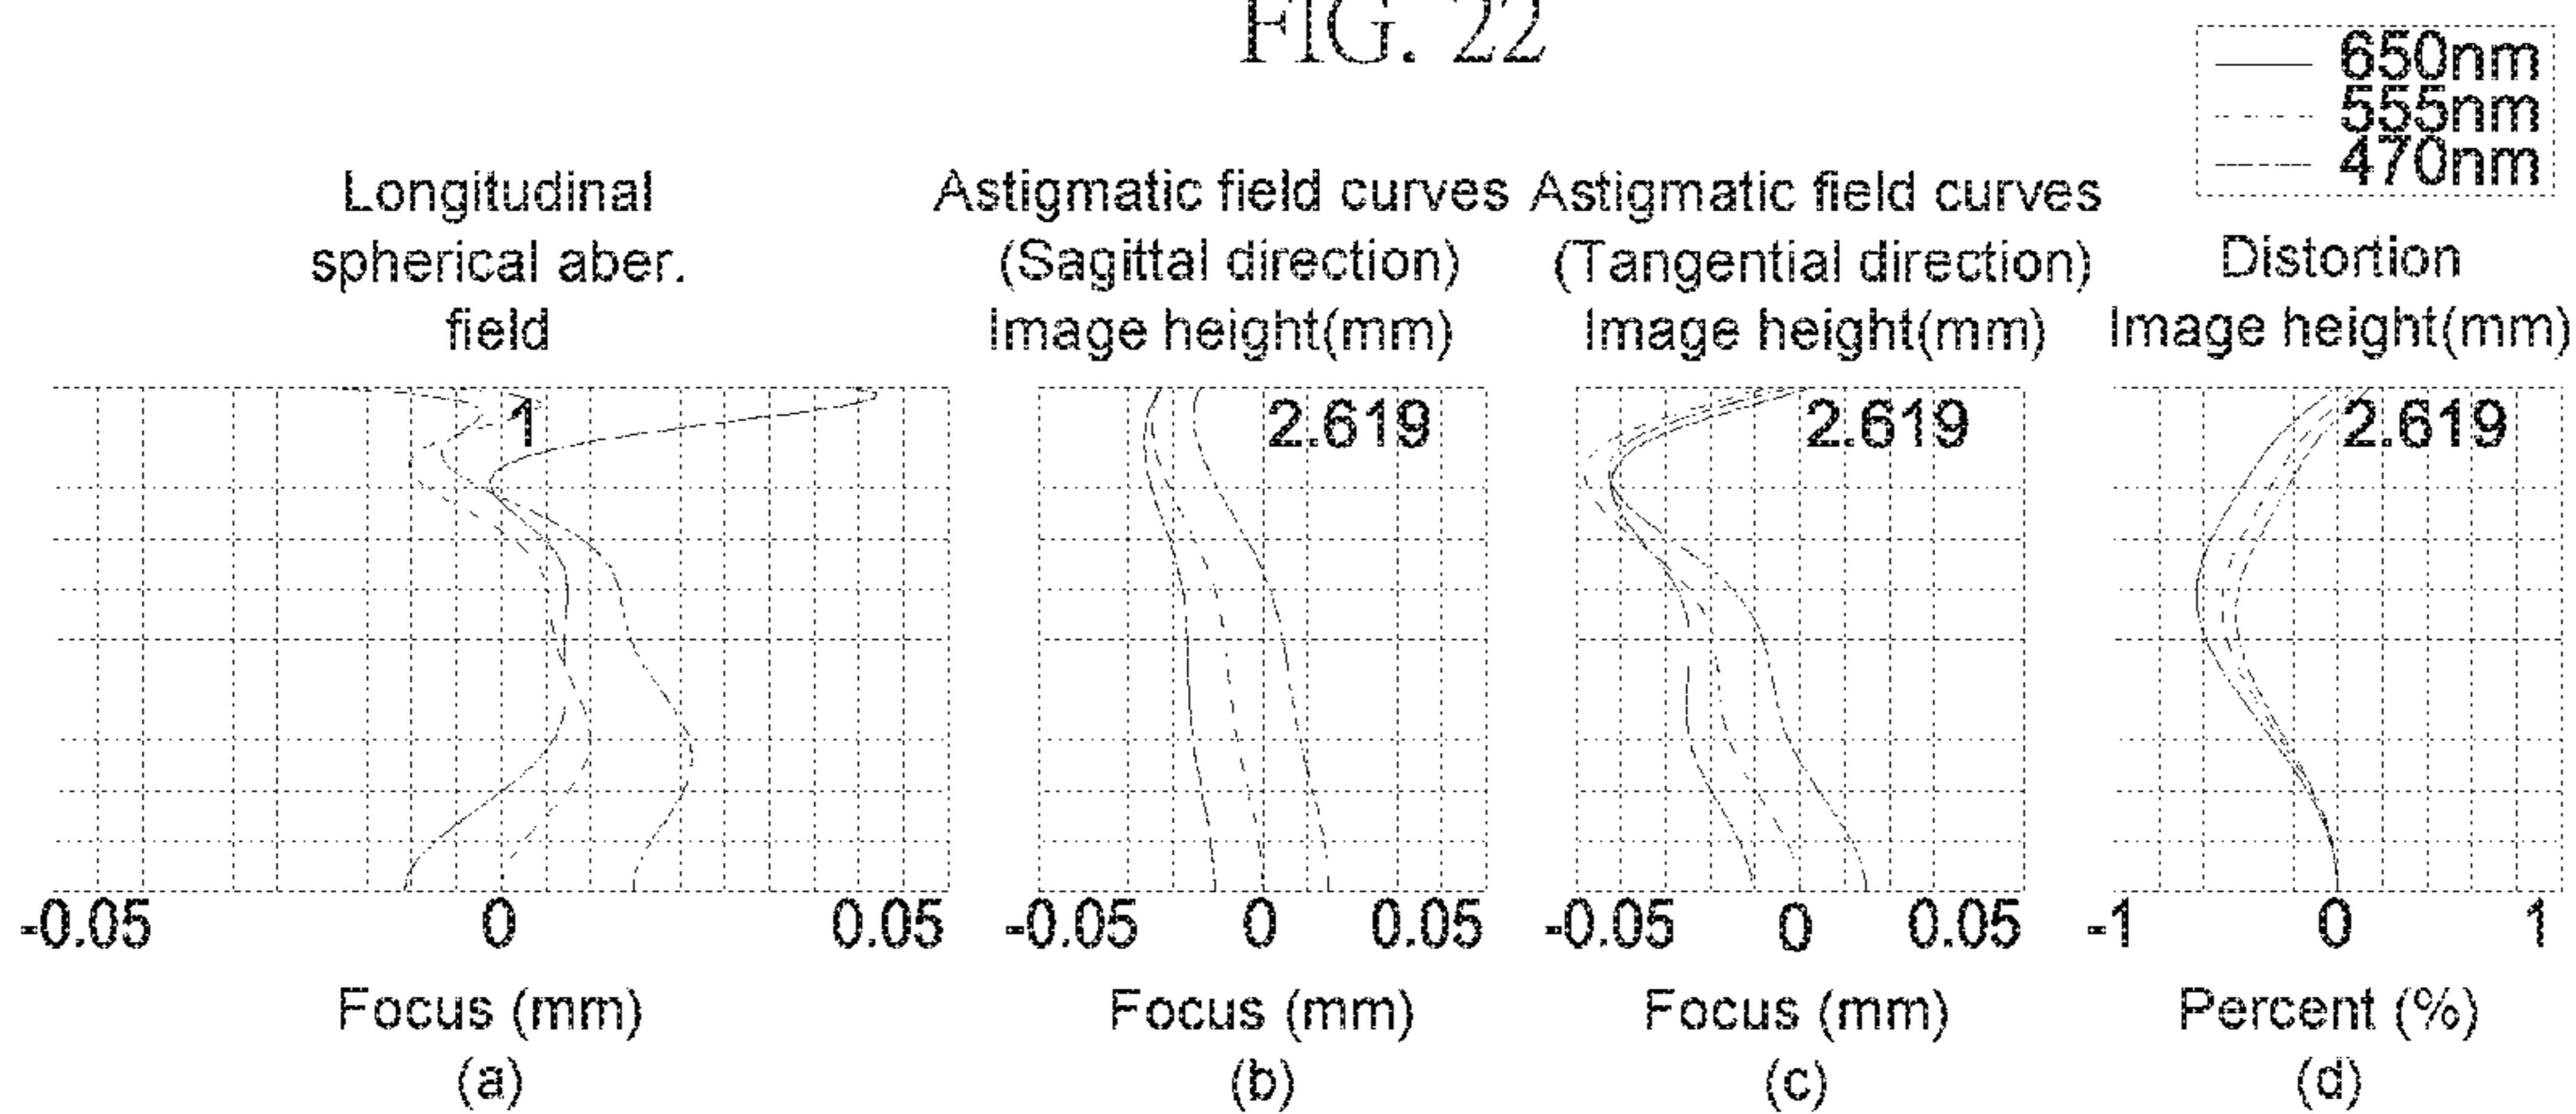 FIG. 22
650nm
555nm
470nm
Longitudinal
spherical aber.
field
1
-0.05 0 0.05
Focus (mm)
(a)
Astigmatic field curves
(Sagittal direction)
Image height(mm)
2.619
-0.05 0 0.05
Focus (mm)
(b)
Astigmatic field curves
(Tangential direction)
Image height(mm)
2.619
-0.05 0 0.05
Focus (mm)
(c)
Distortion
Image height(mm)
2.619
-1 0 1
Percent (%)
(d)